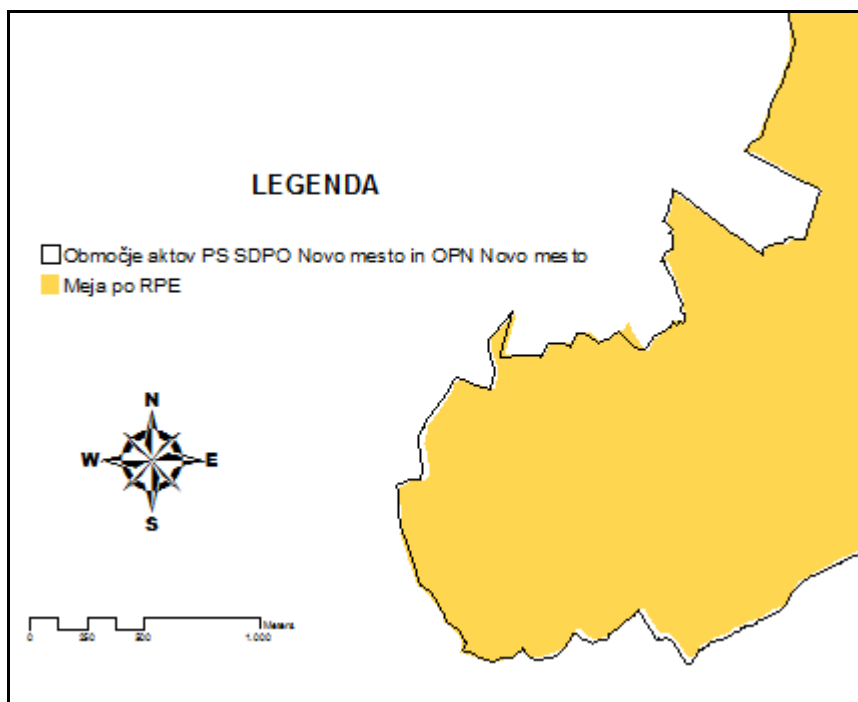 LEGENDA
Območje aktov PS SDPO Novo mesto in OPN Novo mesto
Meja po RPE
N
W E
S
Meters
0 250 500 1.000